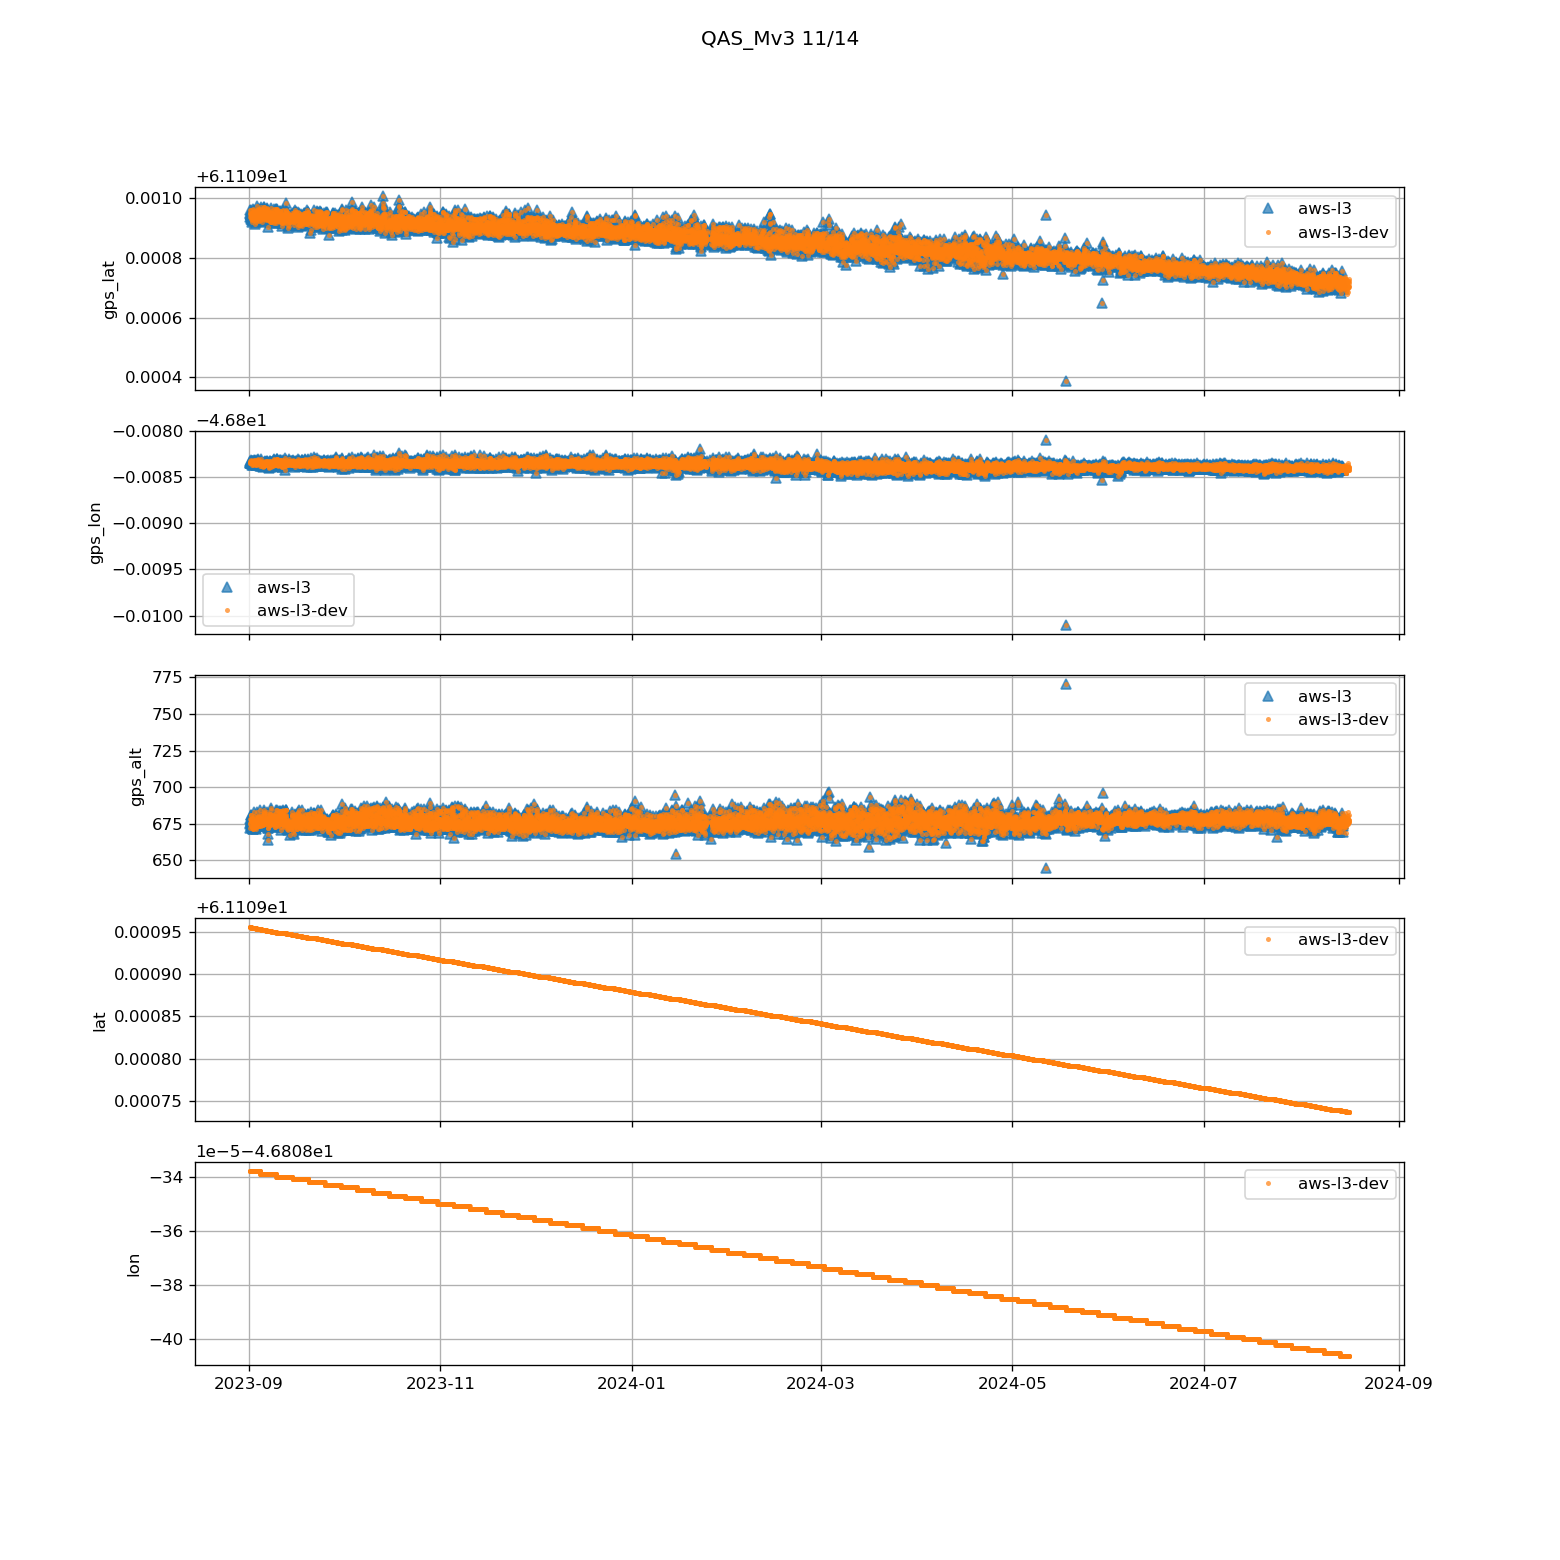 QAS_Mv3 11/14
+6.1109e1
0.0010
0.0008
0.0006
0.0004
gps_lat
aws-l3
aws-l3-dev
−4.68e1
−0.0080
−0.0085
−0.0090
−0.0095
−0.0100
gps_lon
aws-l3
aws-l3-dev
775
750
725
700
675
650
gps_alt
aws-l3
aws-l3-dev
+6.1109e1
0.00095
0.00090
0.00085
0.00080
0.00075
lat
aws-l3-dev
1e−5−4.6808e1
−34
−36
−38
−40
lon
aws-l3-dev
2023-09 2023-11 2024-01 2024-03 2024-05 2024-07 2024-09